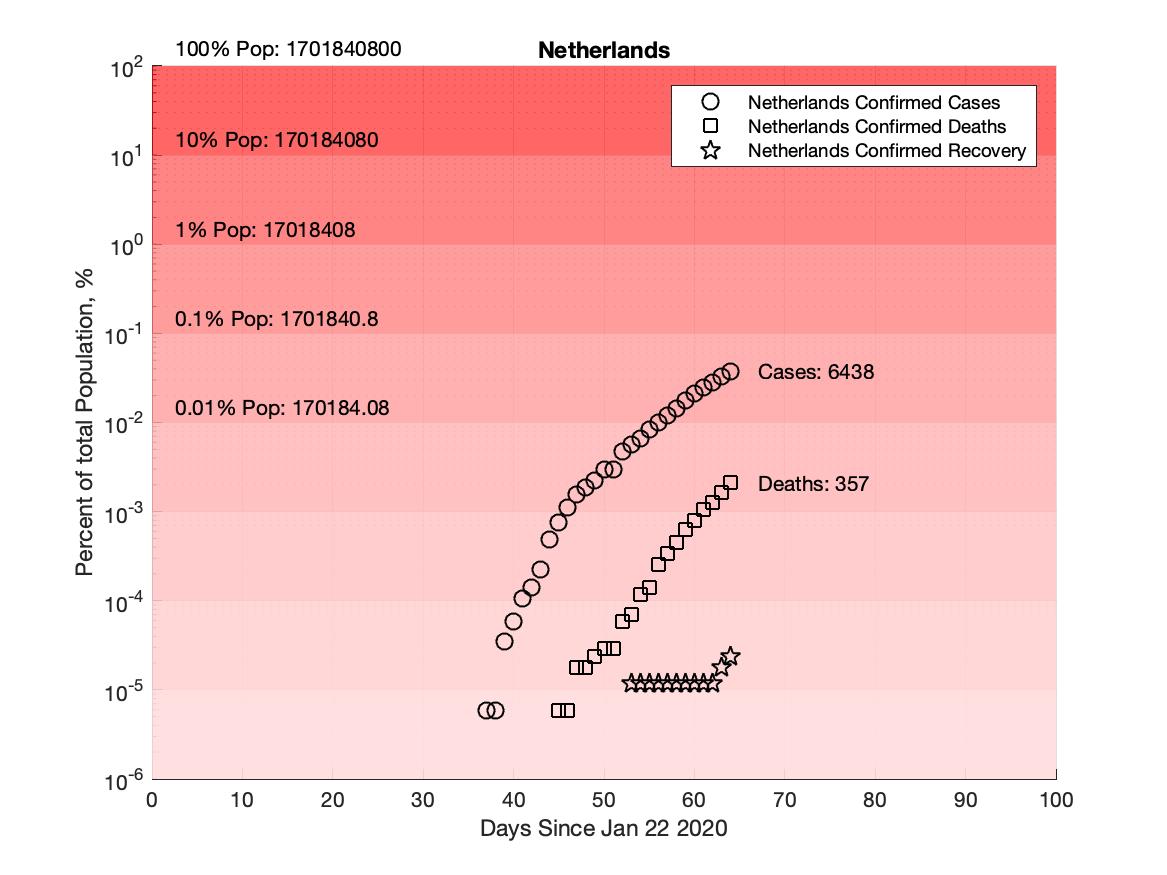 100% Pop: 1701840800
Netherlands
10% Pop: 170184080
1% Pop: 17018408
0.1% Pop: 1701840.8
0.01% Pop: 170184.08
Netherlands Confirmed Cases
Netherlands Confirmed Deaths
Netherlands Confirmed Recovery
Cases: 6438
Deaths: 357
Percent of total Population, %
10^2
10^1
10^0
10^-1
10^-2
10^-3
10^-4
10^-5
10^-6
0 10 20 30 40 50 60 70 80 90 100
Days Since Jan 22 2020